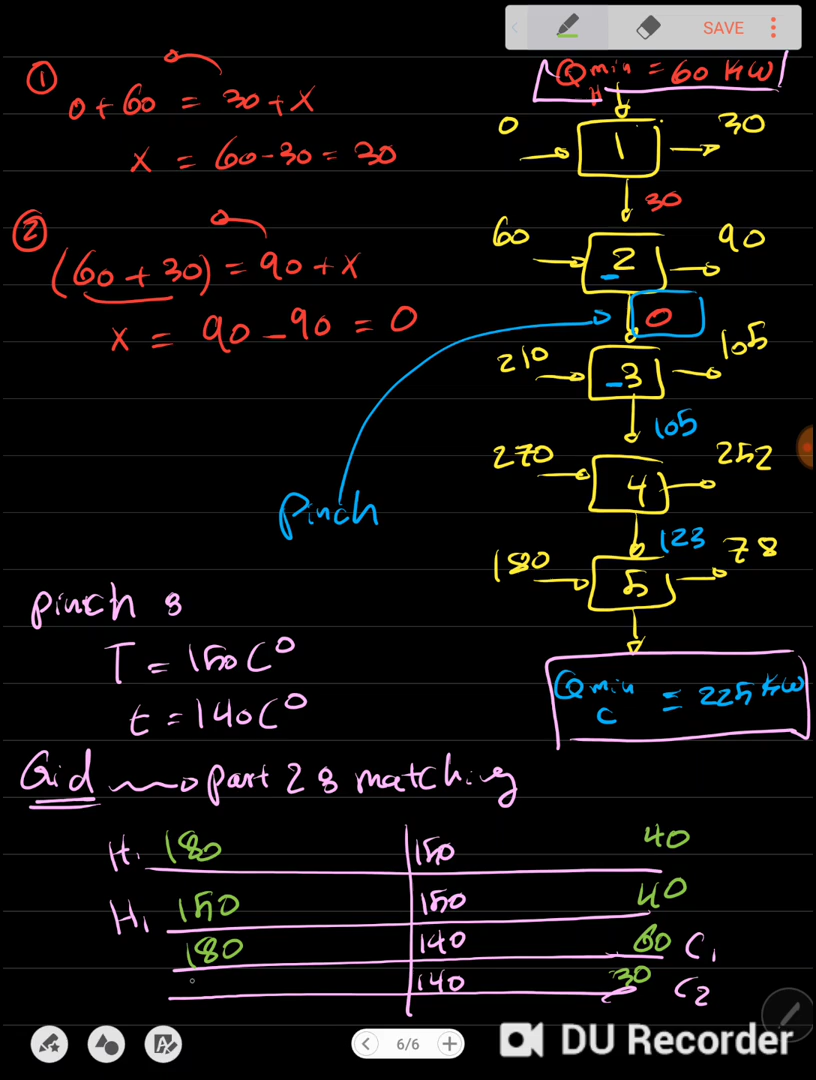 SAVE
① 0 + 60 = 30 + X
X = 60 - 30 = 30
② (60 + 30) = 90 + X
X = 90 - 90 = 0
Qmin H = 60 KW
0 1 30
30
60 2 90
0
210 3 105
105
270 4 252
123
180 5 78
Qmin C = 225 KW
Pinch
pinch :
T = 150 C°
t = 140 C°
Grid part 2 : matching
H1 180 150 40
H1 150 150 40
180 140 60 C1
140 30 C2
6/6
DU Recorder